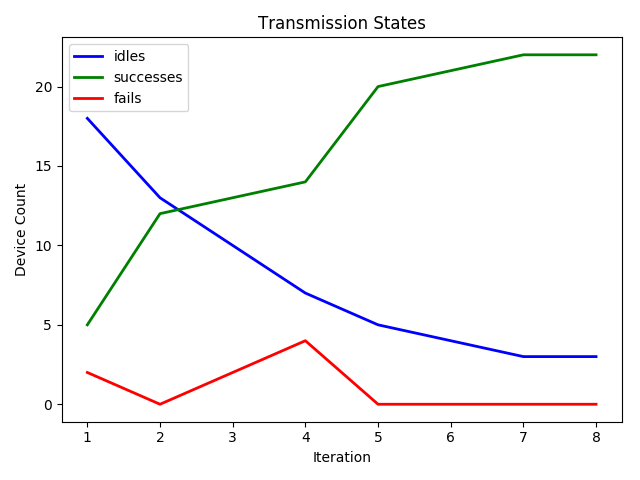 Transmission States
idles
successes
fails
Device Count
20
15
10
5
0
1 2 3 4 5 6 7 8
Iteration